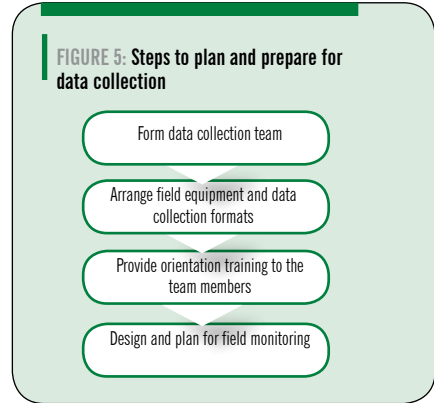 FIGURE 5: Steps to plan and prepare for
data collection
Form data collection team
Arrange field equipment and data
collection formats
Provide orientation training to the
team members
Design and plan for field monitoring